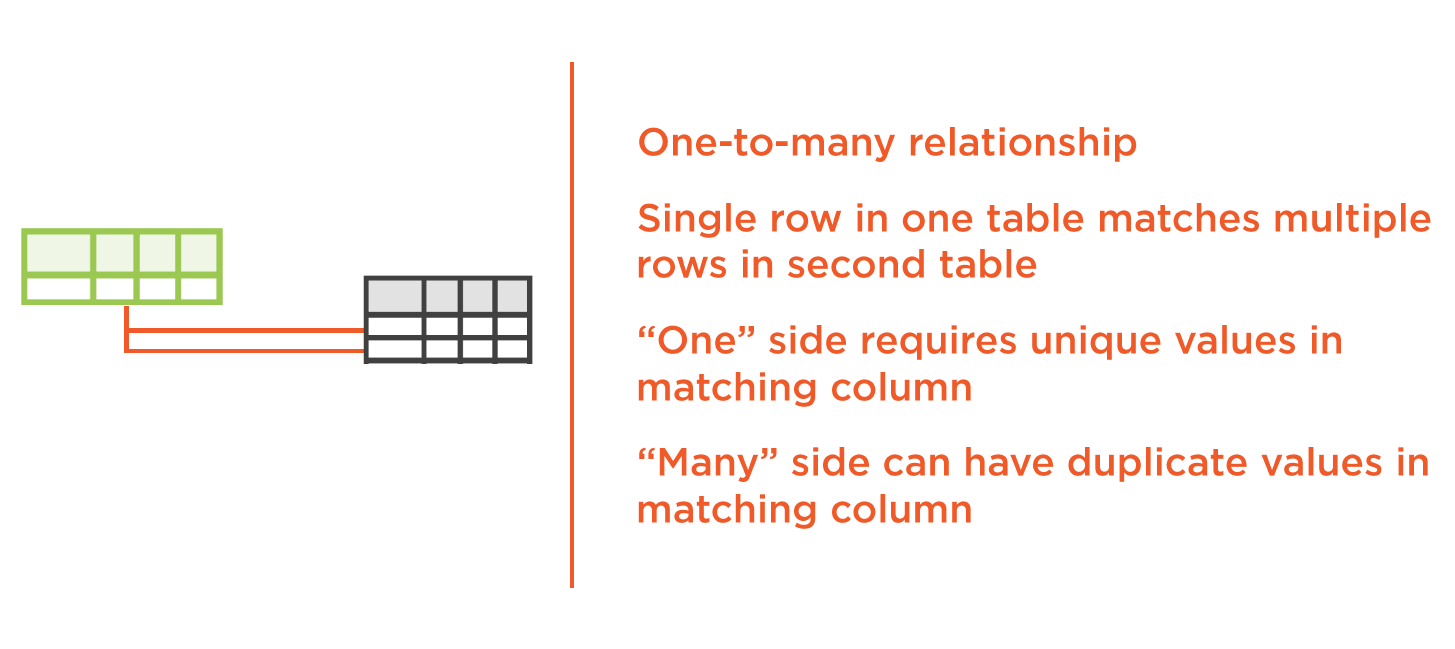 One-to-many relationship
Single row in one table matches multiple
rows in second table
“One” side requires unique values in
matching column
“Many” side can have duplicate values in
matching column